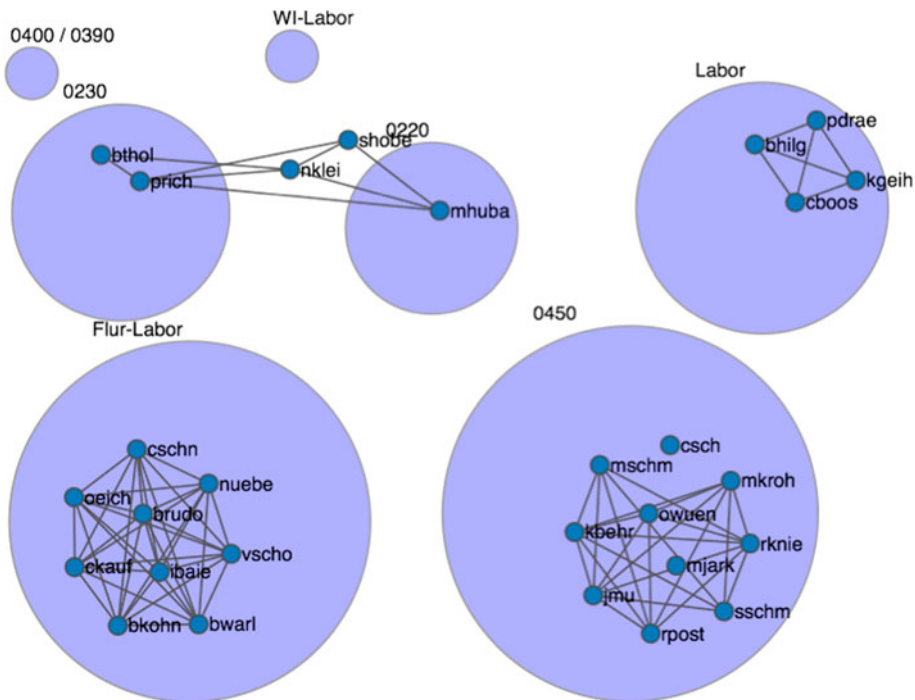 WI-Labor
0400 / 0390
Labor
0230
pdrae
shobe
0220
bhilg
bthol
nklei
prich
kgeih
cboos
mhuba
0450
Flur-Labor
csch
cschn
mschm
mkroh
nuebe
oeich
brudo
owuen
kbehr
rknie
vscho
ckauf
ibaie
mjark
jmu
sschm
bkohn
bwarl
rpost